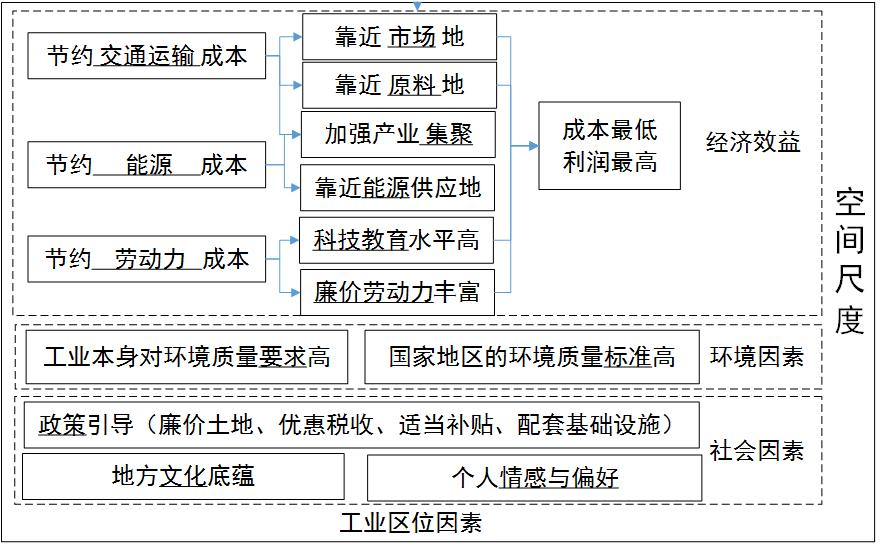 节约 交通运输 成本
靠近 市场 地
靠近 原料 地
加强产业 集聚
节约 能源 成本
靠近能源供应地
成本最低
利润最高
经济效益
节约 劳动力 成本
科技教育水平高
廉价劳动力丰富
空间尺度
工业本身对环境质量要求高
国家地区的环境质量标准高
环境因素
政策引导（廉价土地、优惠税收、适当补贴、配套基础设施）
社会因素
地方文化底蕴
个人情感与偏好
工业区位因素